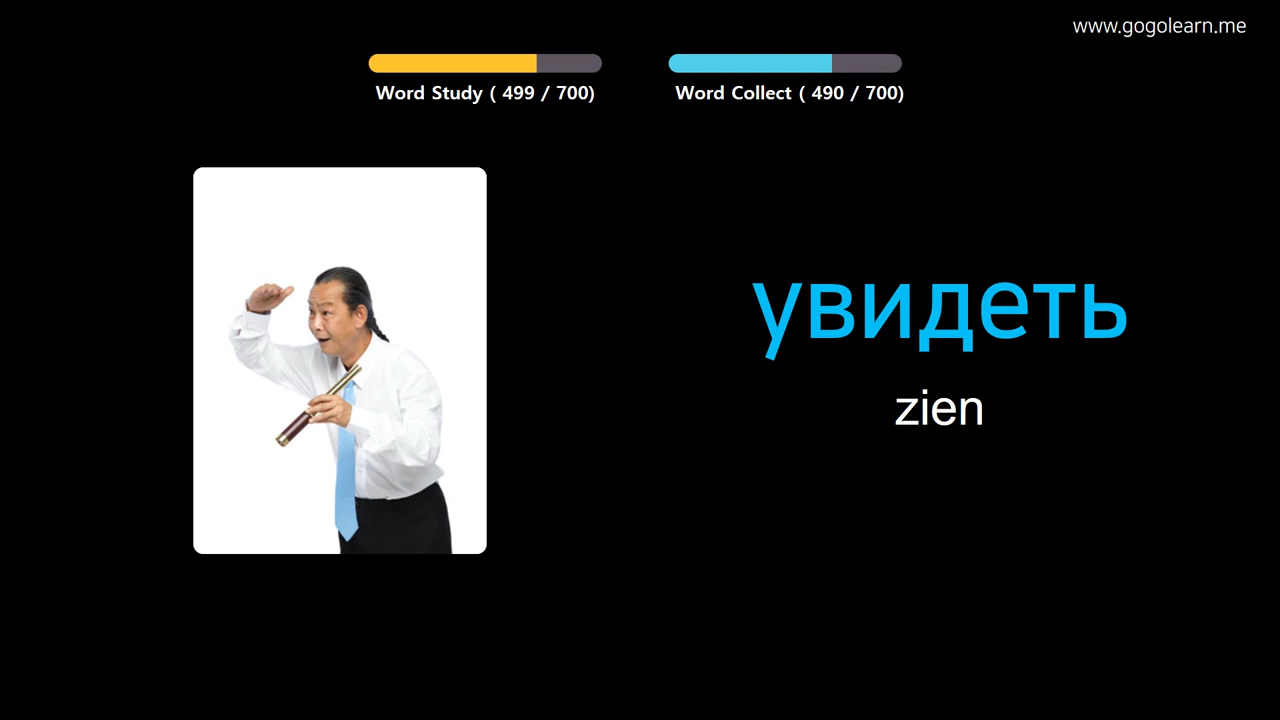 www.gogolearn.me
Word Study ( 499 / 700)
Word Collect ( 490 / 700)
увидеть
zien